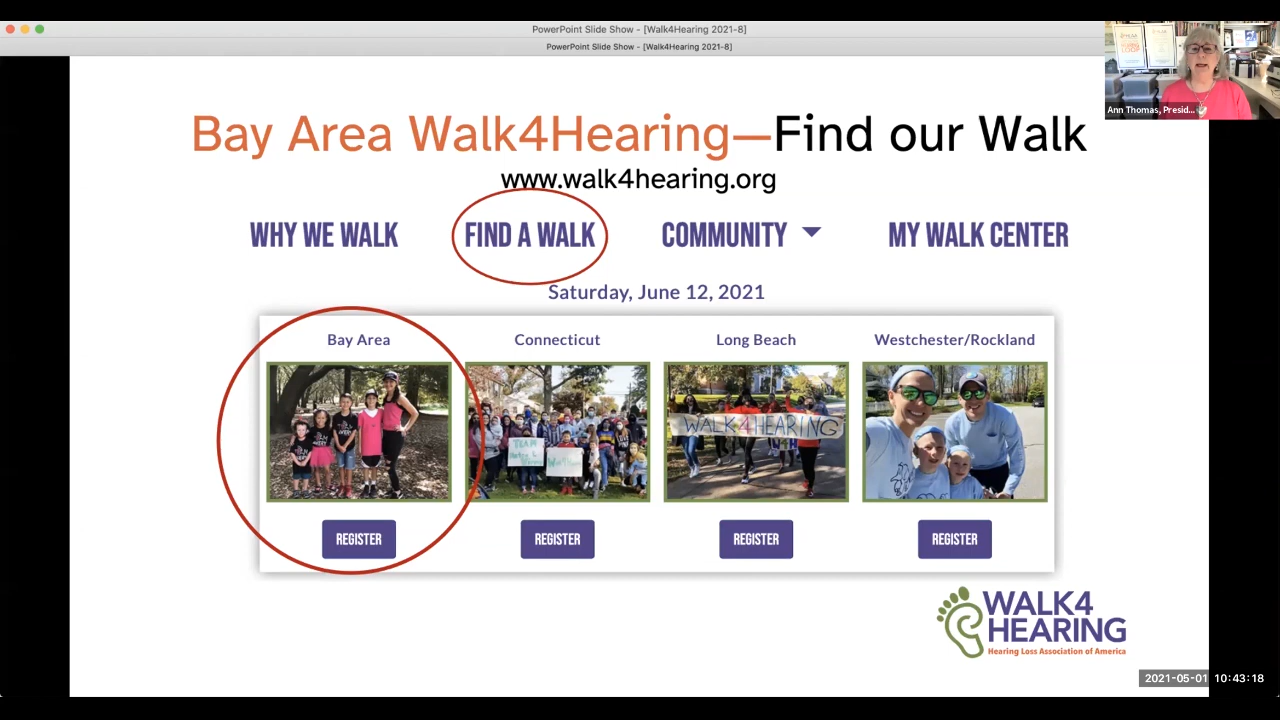 PowerPoint Slide Show - [Walk4Hearing 2021-8]
PowerPoint Slide Show - [Walk4Hearing 2021-8]
Ann Thomas, Presid...
Bay Area Walk4Hearing—Find our Walk
www.walk4hearing.org
WHY WE WALK FIND A WALK COMMUNITY MY WALK CENTER
Saturday, June 12, 2021
Bay Area Connecticut Long Beach Westchester/Rockland
WALK4HEARING
REGISTER REGISTER REGISTER REGISTER
WALK4
HEARING
Hearing Loss Association of America
2021-05-01 10:43:18